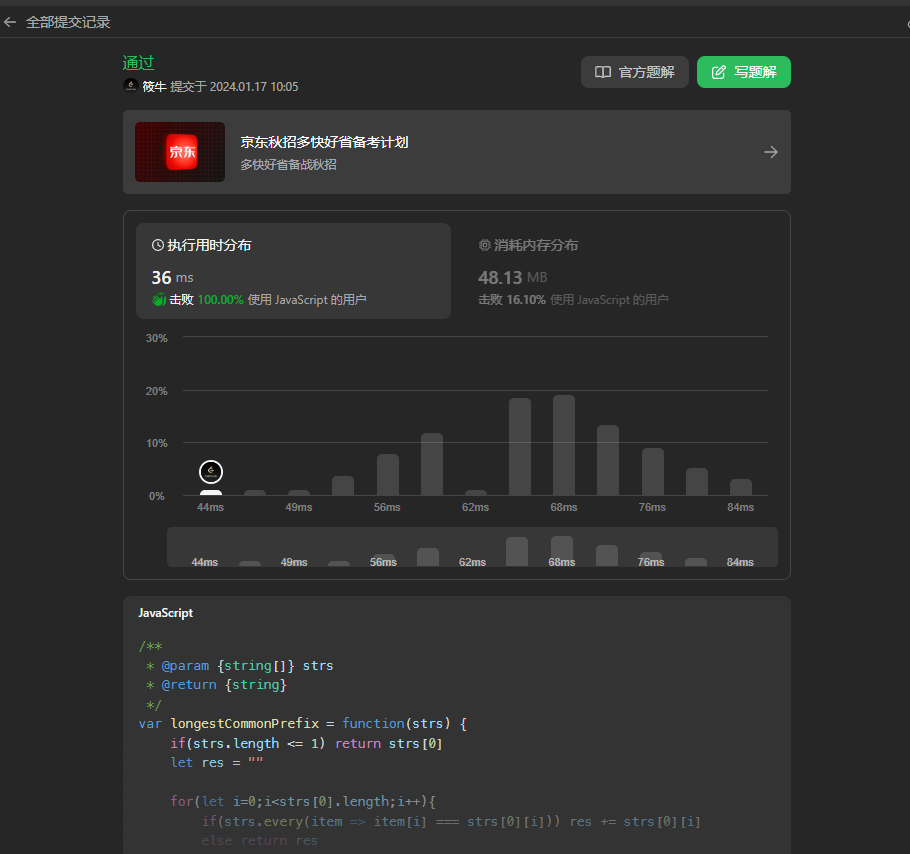 全部提交记录
通过
筱牛 提交于 2024.01.17 10:05
官方题解
写题解
京东
京东秋招多快好省备考计划
多快好省备战秋招
执行用时分布
36 ms
击败 100.00% 使用 JavaScript 的用户
消耗内存分布
48.13 MB
击败 16.10% 使用 JavaScript 的用户
30%
20%
10%
0%
44ms 49ms 56ms 62ms 68ms 76ms 84ms
44ms 49ms 56ms 62ms 68ms 76ms 84ms
JavaScript
/**
 * @param {string[]} strs
 * @return {string}
 */
var longestCommonPrefix = function(strs) {
    if(strs.length <= 1) return strs[0]
    let res = ""
    for(let i=0;i<strs[0].length;i++){
        if(strs.every(item => item[i] === strs[0][i])) res += strs[0][i]
        else return res